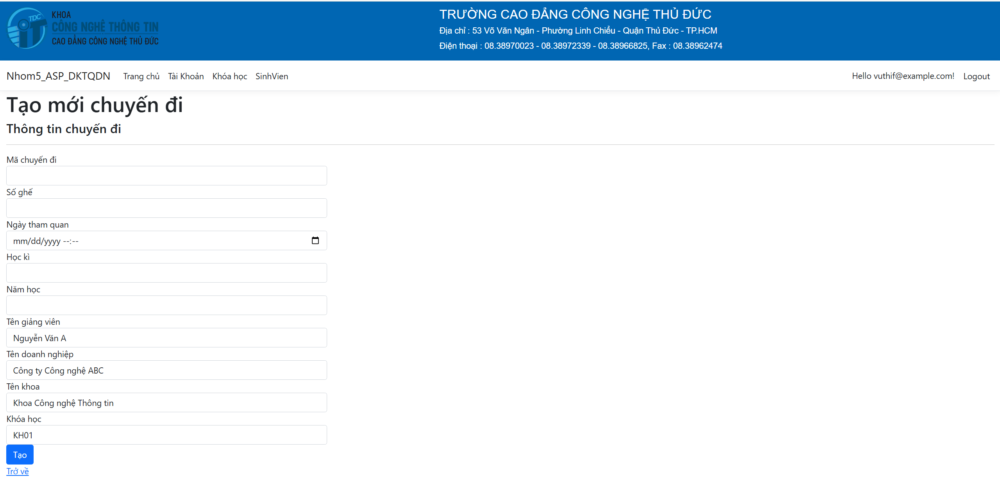 TDC
iT
KHOA
CÔNG NGHỆ THÔNG TIN
CAO ĐẲNG CÔNG NGHỆ THỦ ĐỨC
TRƯỜNG CAO ĐẲNG CÔNG NGHỆ THỦ ĐỨC
Địa chỉ : 53 Võ Văn Ngân - Phường Linh Chiểu - Quận Thủ Đức - TP.HCM
Điện thoại : 08.38970023 - 08.38972339 - 08.38966825, Fax : 08.38962474
Nhom5_ASP_DKTQDN Trang chủ Tài Khoản Khóa học SinhVien Hello vuthif@example.com! Logout
Tạo mới chuyến đi
Thông tin chuyến đi
Mã chuyến đi
Số ghế
Ngày tham quan
mm/dd/yyyy --:--
Học kì
Năm học
Tên giảng viên
Nguyễn Văn A
Tên doanh nghiệp
Công ty Công nghệ ABC
Tên khoa
Khoa Công nghệ Thông tin
Khóa học
KH01
Tạo
Trở về